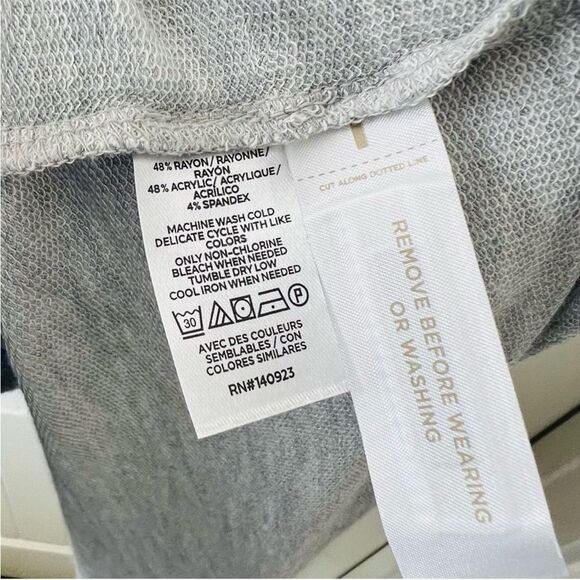 48% RAYON/RAYONNE/
RAYÓN
48% ACRYLIC/ACRYLIQUE/
ACRÍLICO
4% SPANDEX
MACHINE WASH COLD
DELICATE CYCLE WITH LIKE
COLORS
ONLY NON-CHLORINE
BLEACH WHEN NEEDED
TUMBLE DRY LOW
COOL IRON WHEN NEEDED
30 P
AVEC DES COULEURS
SEMBLABLES / CON
COLORES SIMILARES
RN#140923
CUT ALONG DOTTED LINE
REMOVE BEFORE WEARING
OR WASHING